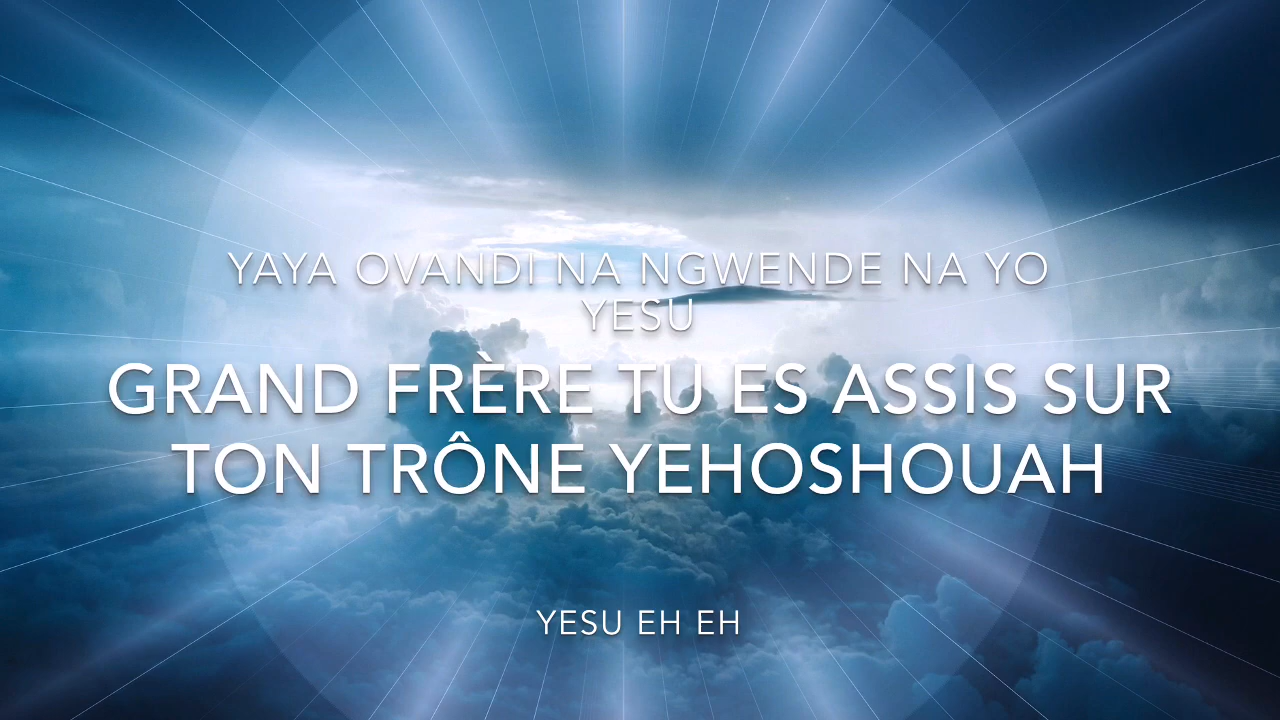 YAYA OVANDI NA NGWENDE NA YO
YESU
GRAND FRÈRE TU ES ASSIS SUR
TON TRÔNE YEHOSHOUAH
YESU EH EH